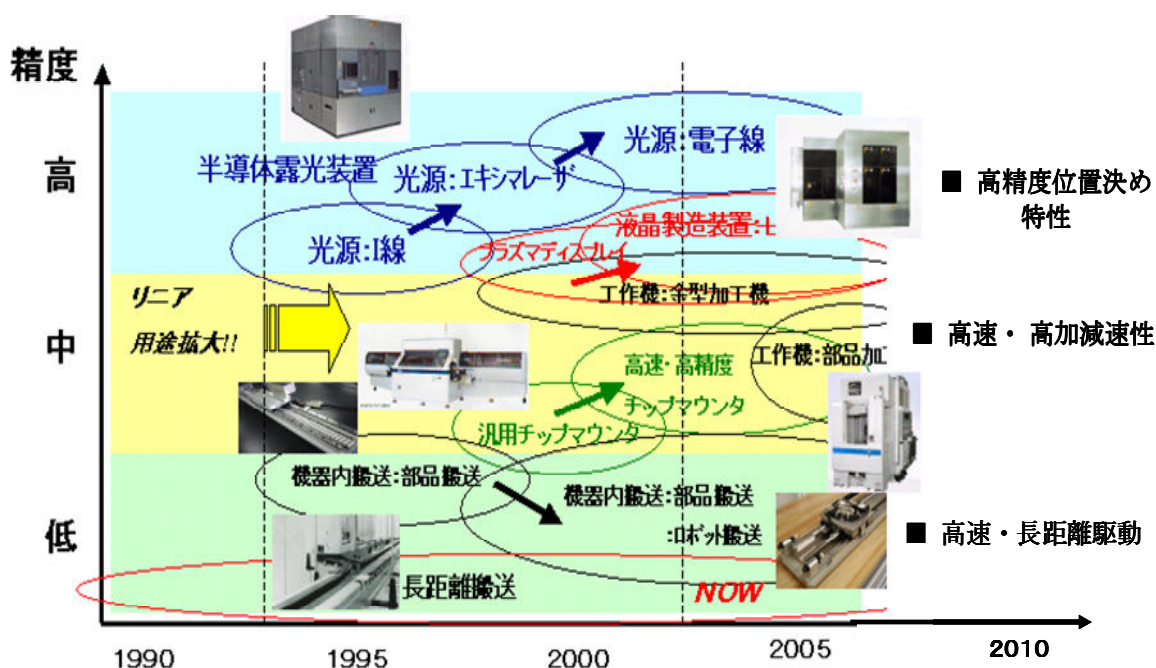 精度
高
半導体露光装置
光源:エキシマレーザ
光源:電子線
光源:I線
プラズマディスプレイ
液晶製造装置:
■ 高精度位置決め
特性
中
リニア
用途拡大!!
工作機:金型加工機
工作機:部品加工
高速・高精度
チップマウンタ
汎用チップマウンタ
■ 高速・高加減速性
低
機器内搬送:部品搬送
機器内搬送:部品搬送
:ロボット搬送
長距離搬送
NOW
■ 高速・長距離駆動
1990
1995
2000
2005
2010